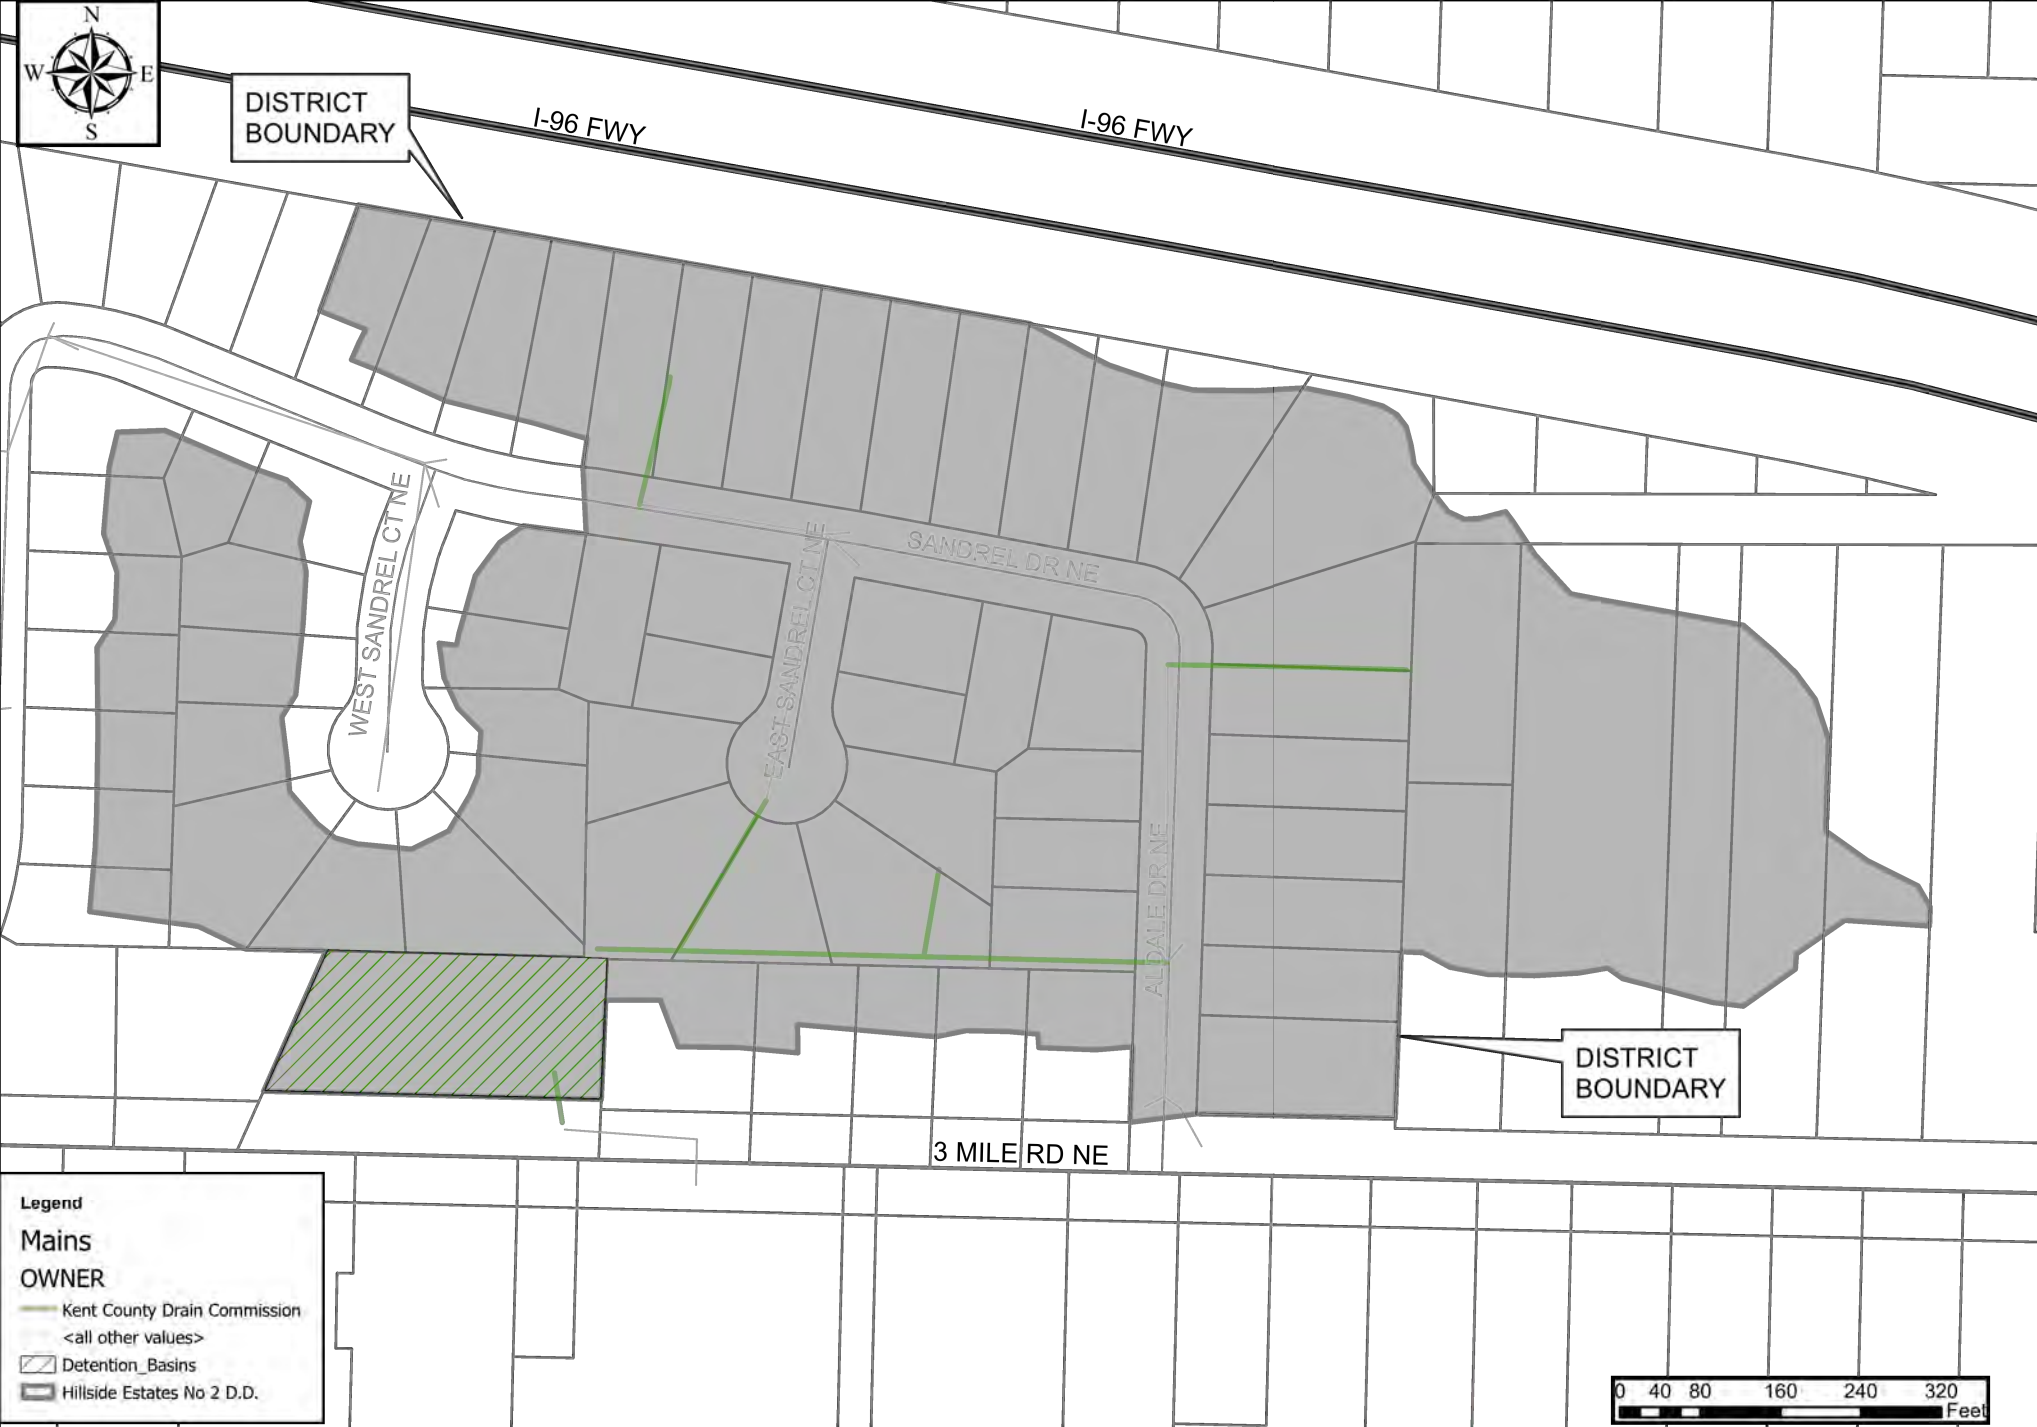 N
W E
S
DISTRICT
BOUNDARY
I-96 FWY
I-96 FWY
SANDREL DR NE
WEST SANDREL CT NE
EAST SANDREL CT NE
ALDALE DR NE
DISTRICT
BOUNDARY
3 MILE RD NE
Legend
Mains
OWNER
Kent County Drain Commission
<all other values>
Detention_Basins
Hillside Estates No 2 D.D.
0 40 80 160 240 320
Feet